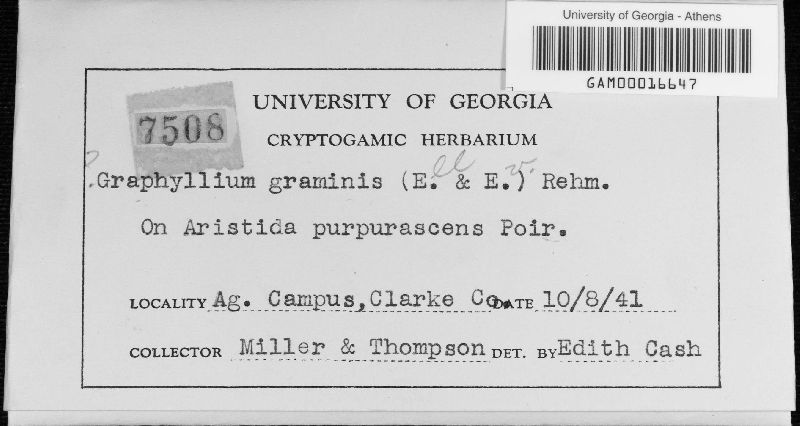 University of Georgia - Athens
GAM00016647
UNIVERSITY OF GEORGIA
7508
CRYPTOGAMIC HERBARIUM
? Graphyllium graminis (E.ll & E.v.) Rehm.
On Aristida purpurascens Poir.
LOCALITY Ag. Campus, Clarke Co. DATE 10/8/41
COLLECTOR Miller & Thompson DET. BY Edith Cash